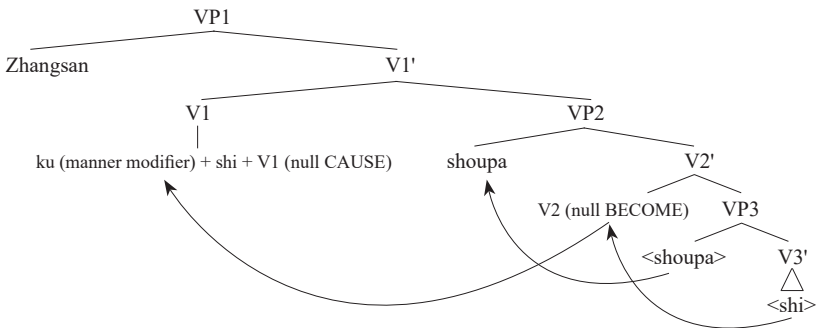 VP1
Zhangsan V1'
V1 VP2
ku (manner modifier) + shi + V1 (null CAUSE) shoupa V2'
V2 (null BECOME) VP3
<shoupa> V3'
<shi>